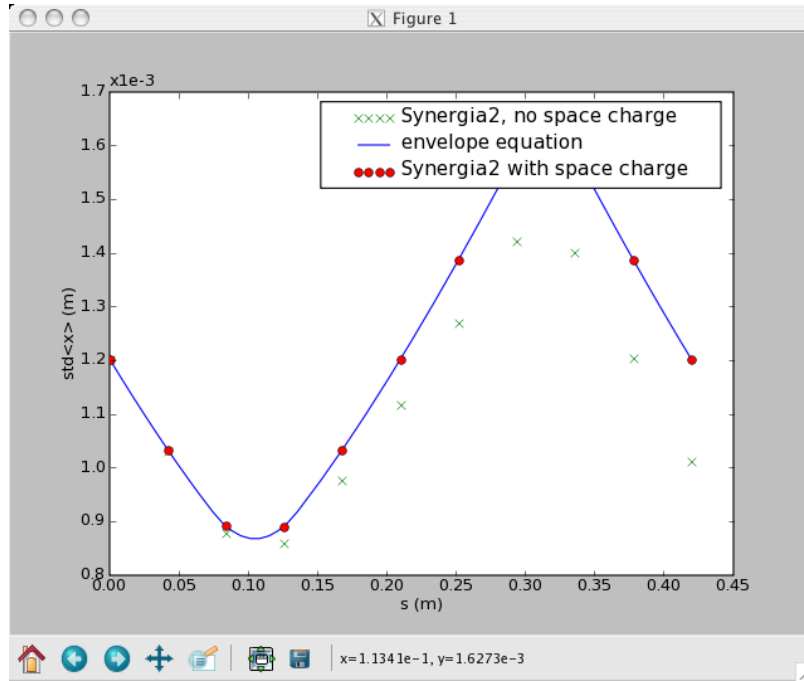 X Figure 1
x1e-3
1.7
1.6
1.5
1.4
1.3
1.2
1.1
1.0
0.9
0.8
std<x> (m)
Synergia2, no space charge
envelope equation
Synergia2 with space charge
0.00 0.05 0.10 0.15 0.20 0.25 0.30 0.35 0.40 0.45
s (m)
x=1.1341e-1, y=1.6273e-3